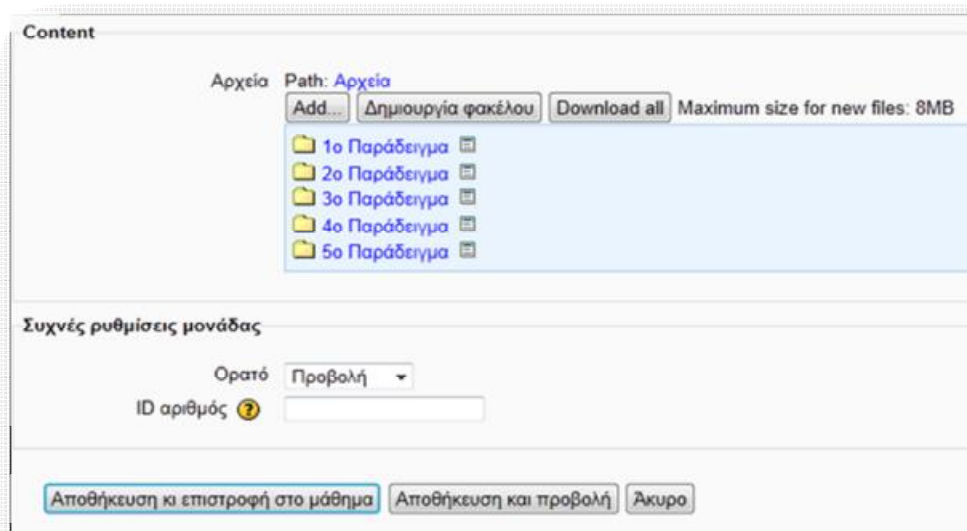 Content
Αρχεία Path: Αρχεία
Add... Δημιουργία φακέλου Download all Maximum size for new files: 8MB
1ο Παράδειγμα
2ο Παράδειγμα
3ο Παράδειγμα
4ο Παράδειγμα
5ο Παράδειγμα
Συχνές ρυθμίσεις μονάδας
Ορατό Προβολή
ID αριθμός ?
Αποθήκευση κι επιστροφή στο μάθημα Αποθήκευση και προβολή Άκυρο